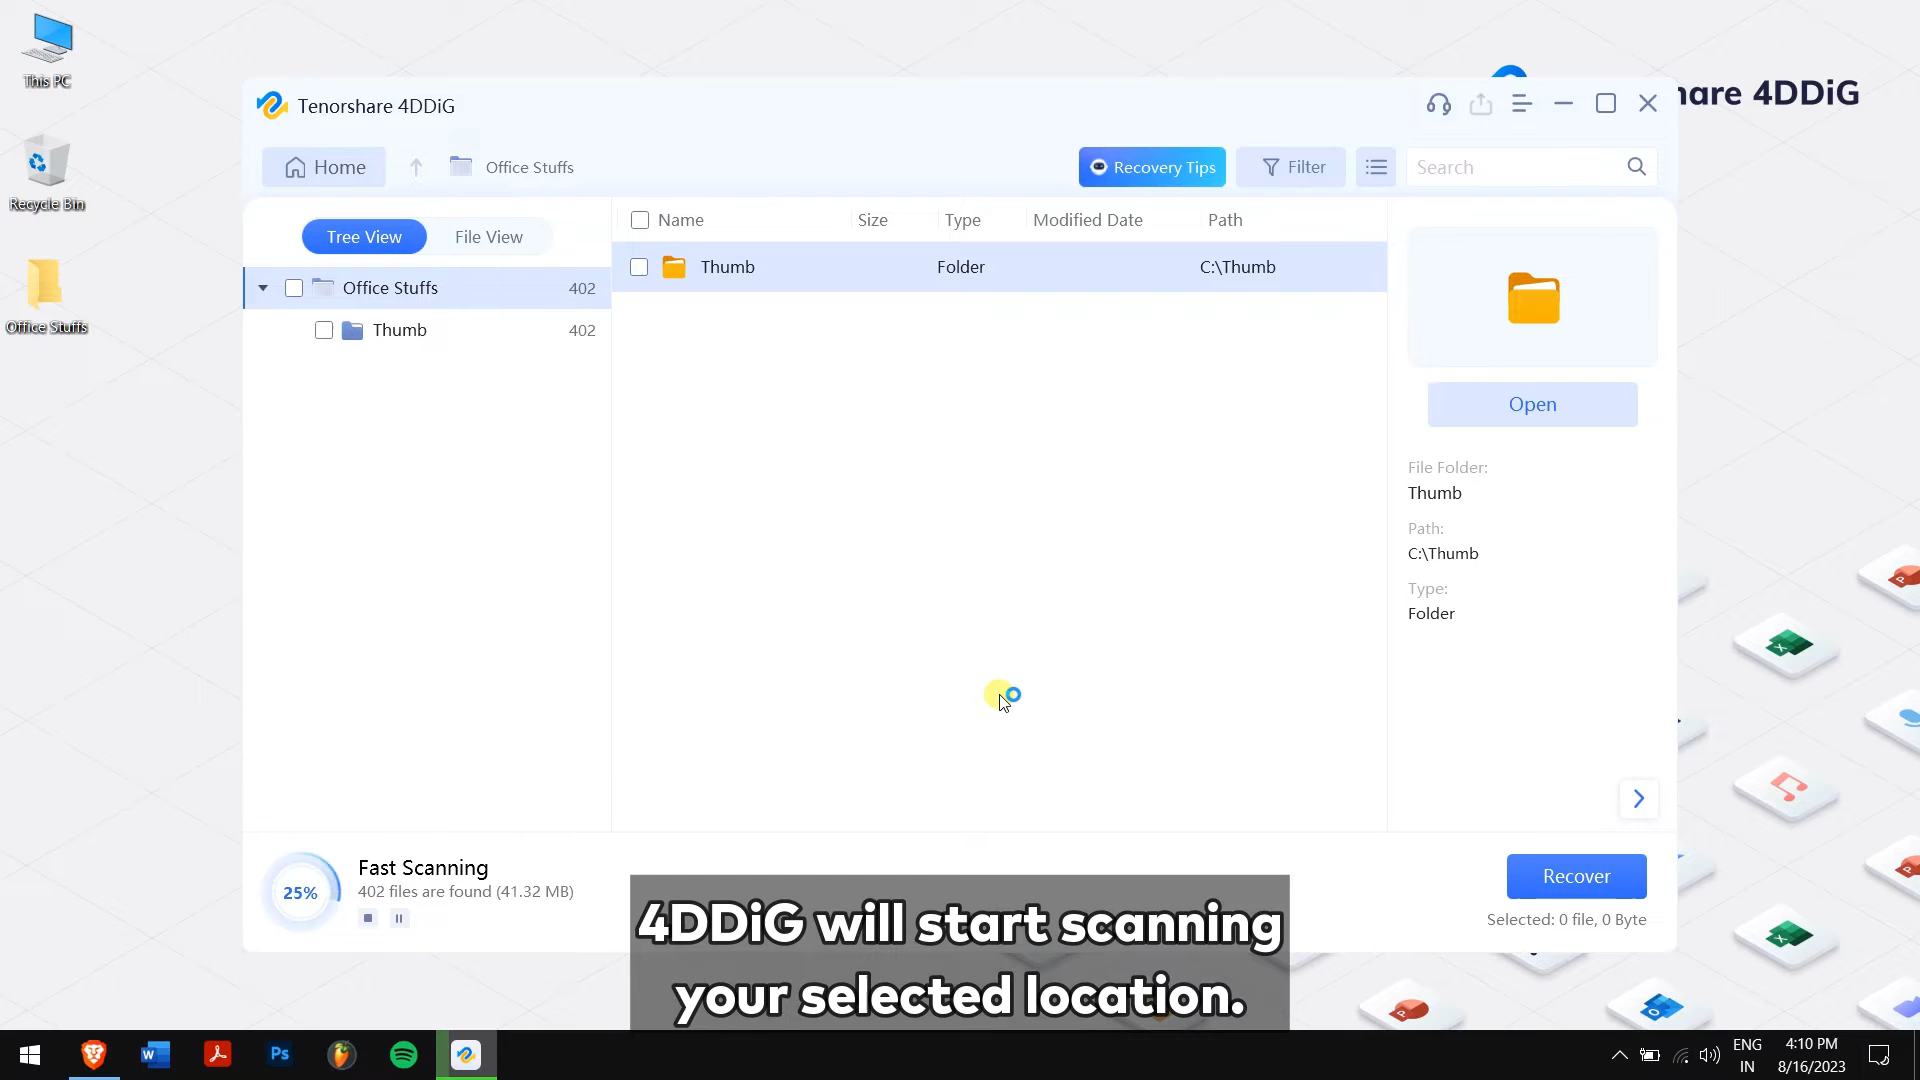 This PC
Recycle Bin
Office Stuffs
hare 4DDiG
Tenorshare 4DDiG
Home
Office Stuffs
Recovery Tips
Filter
Search
Tree View
File View
Office Stuffs 402
Thumb 402
Name Size Type Modified Date Path
Thumb Folder C:\Thumb
Open
File Folder:
Thumb
Path:
C:\Thumb
Type:
Folder
25%
Fast Scanning
402 files are found (41.32 MB)
Recover
Selected: 0 file, 0 Byte
4DDiG will start scanning
your selected location.
Ps
ENG
IN
4:10 PM
8/16/2023